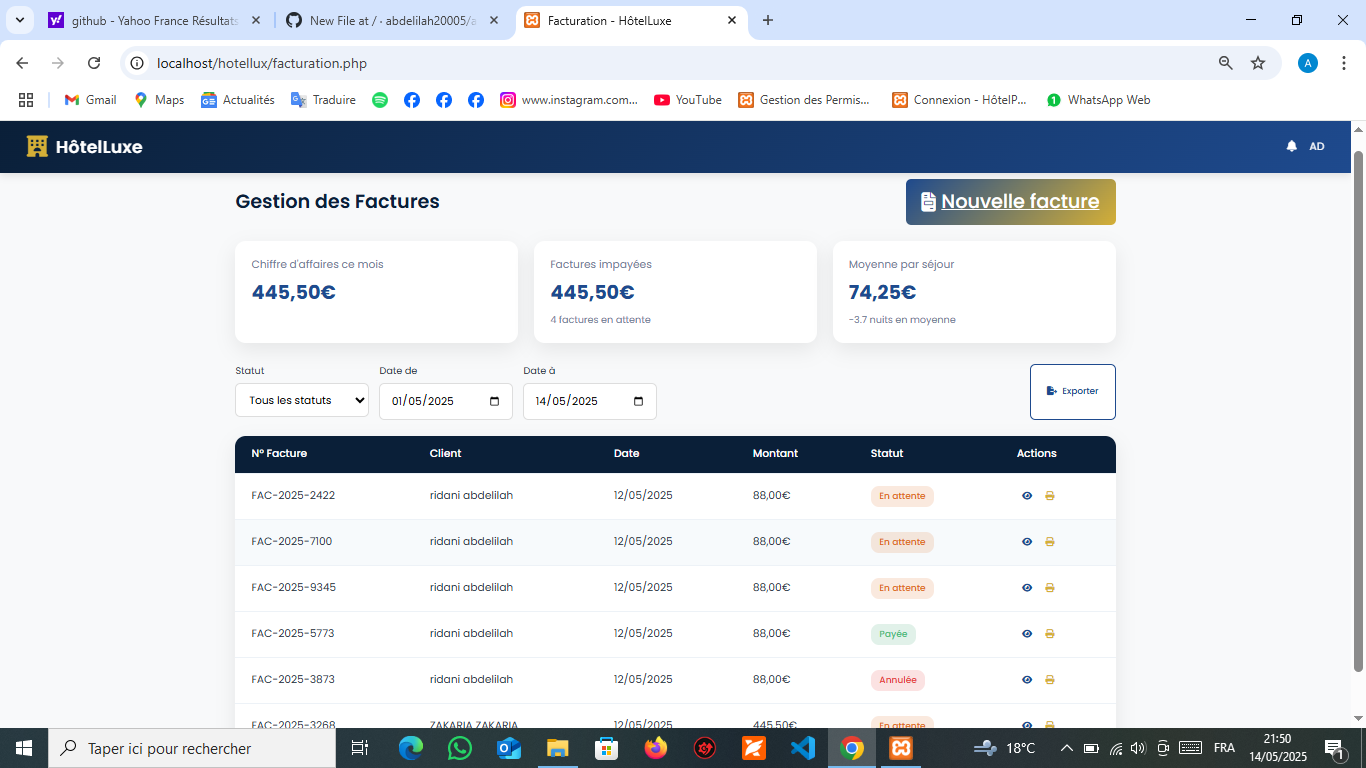 github - Yahoo France Résultats
New File at / · abdelilah20005/a
Facturation - HôtelLuxe
localhost/hotellux/facturation.php
A
Gmail
Maps
Actualités
Traduire
www.instagram.com...
YouTube
Gestion des Permis...
Connexion - HôtelP...
1
WhatsApp Web
HôtelLuxe
AD
Gestion des Factures
Nouvelle facture
Chiffre d'affaires ce mois
445,50€
Factures impayées
445,50€
4 factures en attente
Moyenne par séjour
74,25€
-3.7 nuits en moyenne
Statut
Date de
Date à
Tous les statuts
01/05/2025
14/05/2025
Exporter
N° Facture Client Date Montant Statut Actions
FAC-2025-2422 ridani abdelilah 12/05/2025 88,00€ En attente
FAC-2025-7100 ridani abdelilah 12/05/2025 88,00€ En attente
FAC-2025-9345 ridani abdelilah 12/05/2025 88,00€ En attente
FAC-2025-5773 ridani abdelilah 12/05/2025 88,00€ Payée
FAC-2025-3873 ridani abdelilah 12/05/2025 88,00€ Annulée
FAC-2025-3268 ZAKARIA ZAKARIA 12/05/2025 445,50€ En attente
Taper ici pour rechercher
18°C
FRA
21:50
14/05/2025
1